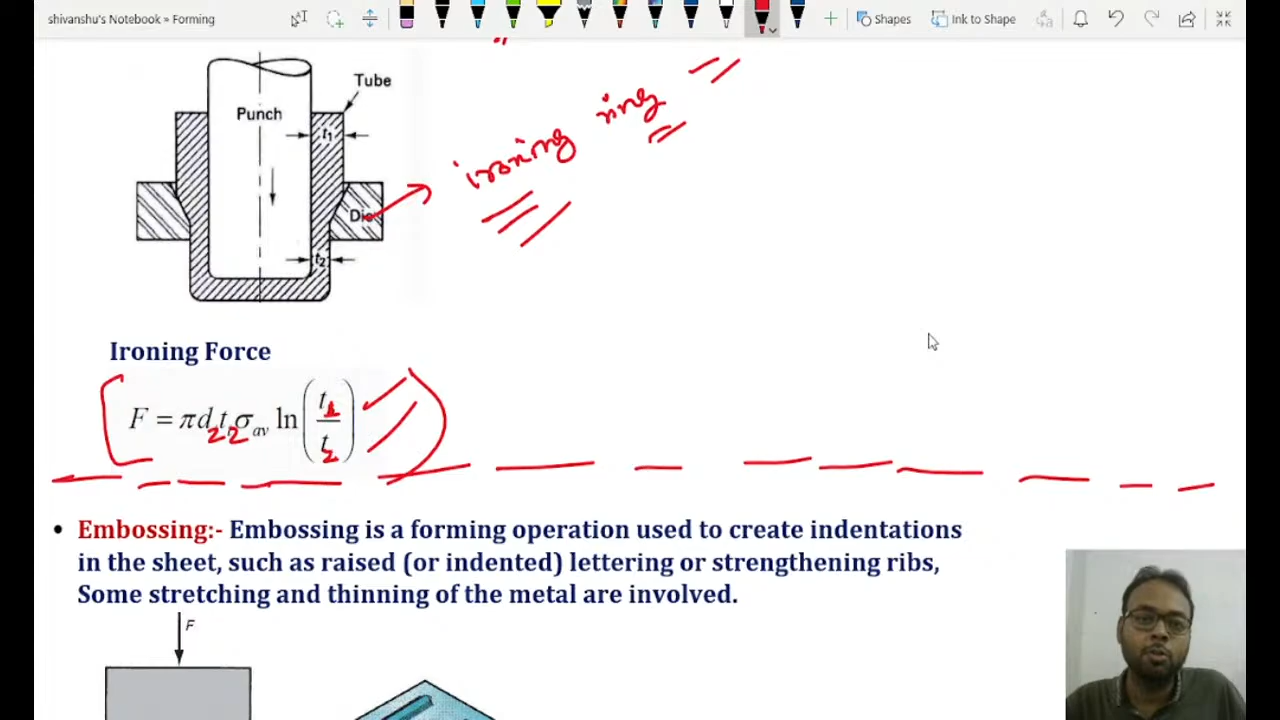 shivanshu's Notebook » Forming
Shapes
Ink to Shape
Tube
Punch
t1
ironing ring
Die
t2
Ironing Force
F = πd2t2σav ln(t1/t2)
• Embossing:- Embossing is a forming operation used to create indentations
in the sheet, such as raised (or indented) lettering or strengthening ribs,
Some stretching and thinning of the metal are involved.
F